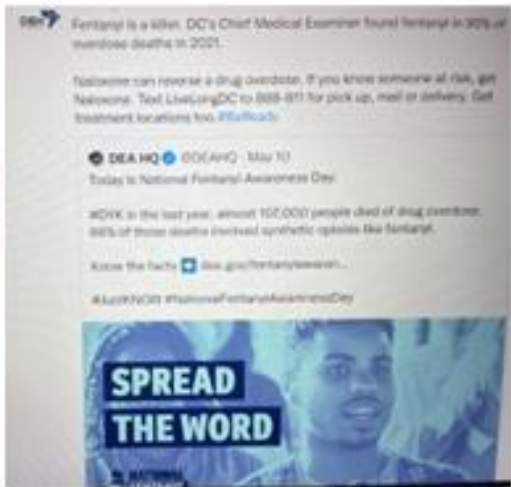 DBH
Fentanyl is a killer. DC's Chief Medical Examiner found fentanyl in 95% of
overdose deaths in 2021.
Naloxone can reverse a drug overdose. If you know someone at risk, get
Naloxone. Text LiveLongDC to 888-811 for pick up, mail or delivery. Get
treatment locations too. #BeReady
DEA HQ @DEAHQ · May 10
Today is National Fentanyl Awareness Day.
#DYK in the last year, almost 107,000 people died of drug overdose.
66% of those deaths involved synthetic opioids like fentanyl.
Know the facts dea.gov/fentanylawaren...
#JustKNOW #NationalFentanylAwarenessDay
SPREAD
THE WORD
NATIONAL